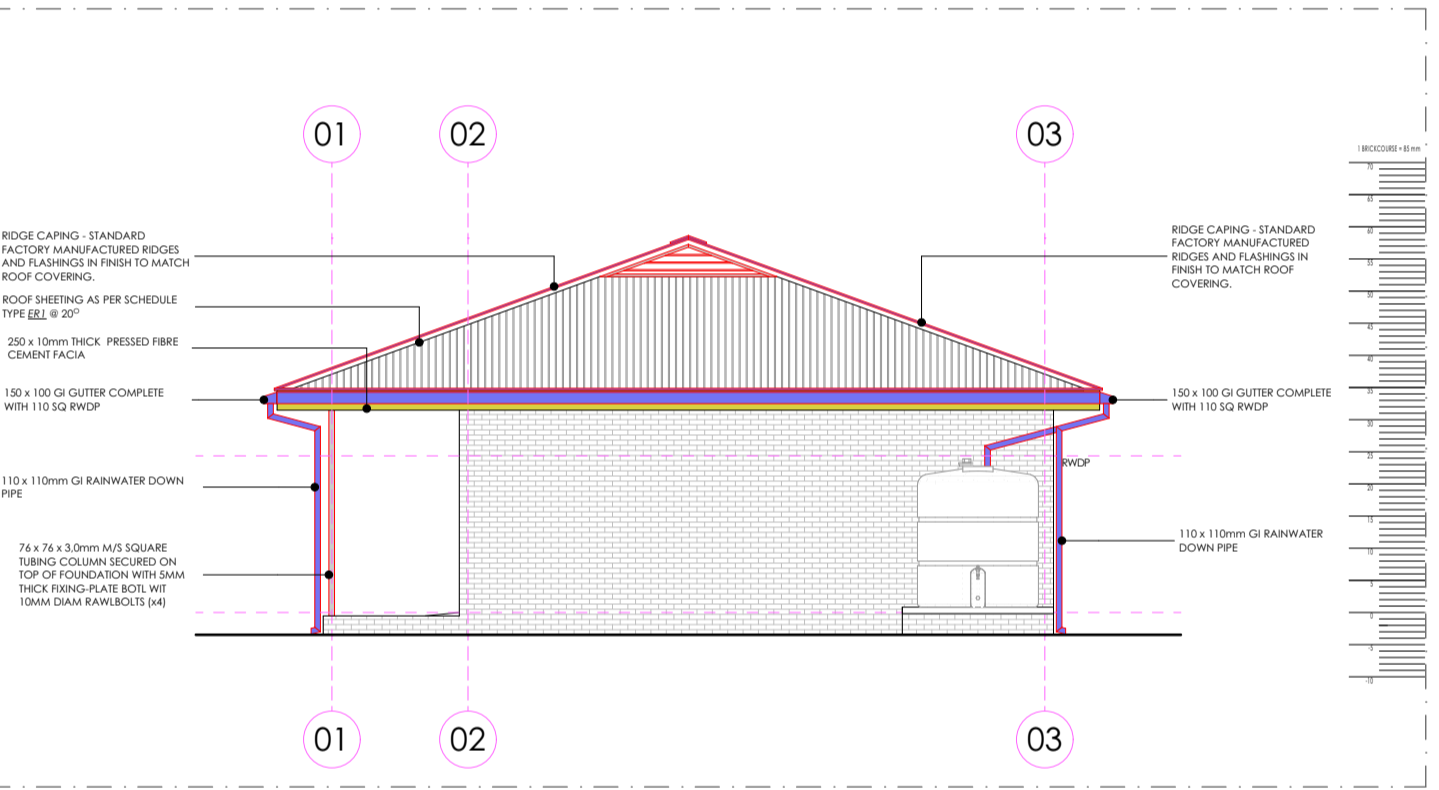 01
02
03
1 BRICKCOURSE = 85 mm
RIDGE CAPING - STANDARD
FACTORY MANUFACTURED RIDGES
AND FLASHINGS IN FINISH TO MATCH
ROOF COVERING.
ROOF SHEETING AS PER SCHEDULE
TYPE ER1 @ 20°
250 x 10mm THICK PRESSED FIBRE
CEMENT FACIA
150 x 100 GI GUTTER COMPLETE
WITH 110 SQ RWDP
110 x 110mm GI RAINWATER DOWN
PIPE
76 x 76 x 3,0mm M/S SQUARE
TUBING COLUMN SECURED ON
TOP OF FOUNDATION WITH 5MM
THICK FIXING-PLATE BOTL WIT
10MM DIAM RAWLBOLTS (x4)
RIDGE CAPING - STANDARD
FACTORY MANUFACTURED
RIDGES AND FLASHINGS IN
FINISH TO MATCH ROOF
COVERING.
150 x 100 GI GUTTER COMPLETE
WITH 110 SQ RWDP
RWDP
110 x 110mm GI RAINWATER
DOWN PIPE
70
65
60
55
50
45
40
35
30
25
20
15
10
5
0
-5
-10
01
02
03